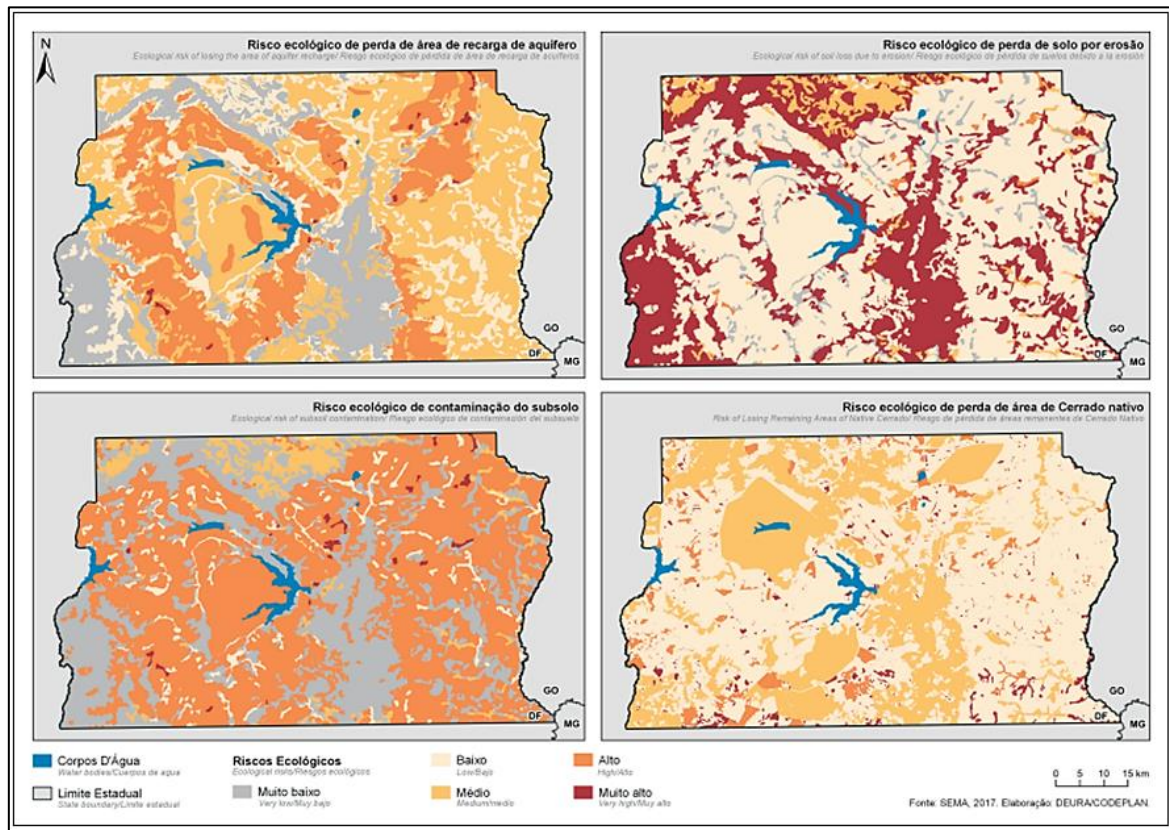 Risco ecológico de perda de área de recarga de aquífero
Ecological risk of losing the area of aquifer recharge/ Riesgo ecológico de pérdida de área de recarga de acuíferos
N
GO
DF
MG
Risco ecológico de perda de solo por erosão
Ecological risk of soil loss due to erosion/ Riesgo ecológico de pérdida de suelos debido a la erosión
GO
DF
MG
Risco ecológico de contaminação do subsolo
Ecological risk of subsoil contamination/ Riesgo ecológico de contaminación del subsuelo
GO
DF
MG
Risco ecológico de perda de área de Cerrado nativo
Risk of Losing Remaining Areas of Native Cerrado/ Riesgo de pérdida de áreas remanentes de Cerrado Nativo
GO
DF
MG
Corpos D'Água
Water bodies/Cuerpos de agua
Limite Estadual
State boundary/Limite estadual
Riscos Ecológicos
Ecological risks/Riesgos ecológicos
Muito baixo
Very low/Muy bajo
Baixo
Low/Bajo
Médio
Medium/medio
Alto
High/Alto
Muito alto
Very high/Muy alto
0 5 10 15 km
Fonte: SEMA, 2017. Elaboração: DEURA/CODEPLAN.